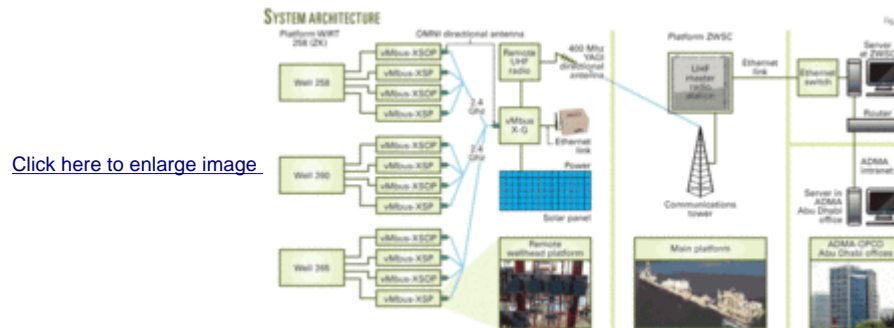 SYSTEM ARCHITECTURE
Platform-WIRT
258 (ZK)
OMNI directional antenna
Well 258
vMbus-XSOP
vMbus-XSP
vMbus-XSOP
vMbus-XSP
Well 260
vMbus-XSOP
vMbus-XSP
vMbus-XSOP
vMbus-XSP
Well 265
vMbus-XSOP
vMbus-XSP
vMbus-XSOP
vMbus-XSP
2.4
Ghz
2.4
Ghz
Remote
UHF
radio
400 Mhz
YAGI
directional
antenna
vMbus
X-G
Ethernet
link
Power
Solar panel
Remote
wellhead platform
Platform ZWSC
UHF
master
radio
station
Ethernet
link
Communications
tower
Main platform
Ethernet
switch
Server
at ZWSC
Router
ADMA
intranet
Server in
ADMA
Abu Dhabi
office
ADMA-OPCO
Abu Dhabi offices
Click here to enlarge image